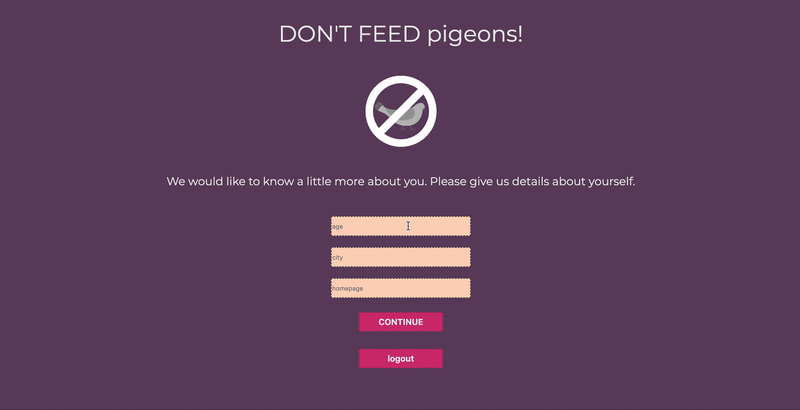 DON'T FEED pigeons!
We would like to know a little more about you. Please give us details about yourself.
age
city
homepage
CONTINUE
logout